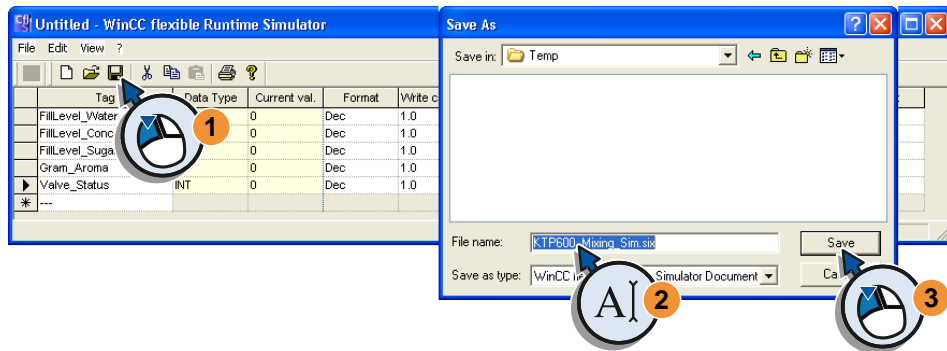 Untitled - WinCC flexible Runtime Simulator
File Edit View ?
Tag Data Type Current val. Format Write c
FillLevel_Water 0 Dec 1.0
FillLevel_Conc 0 Dec 1.0
FillLevel_Suga 0 Dec 1.0
Gram_Aroma 0 Dec 1.0
Valve_Status INT 0 Dec 1.0
---
1
Save As
Save in: Temp
File name: KTP600_Mixing_Sim.six Save
Save as type: WinCC Simulator Document Ca
A 2
3